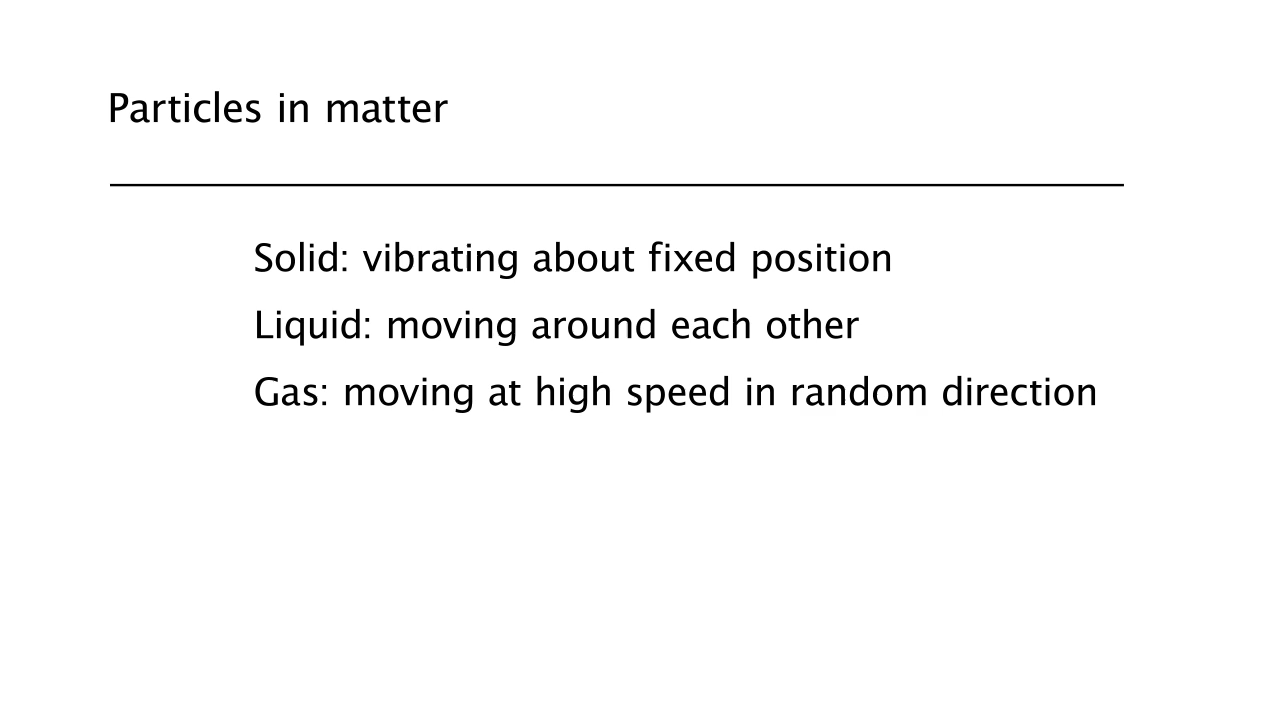 Particles in matter
Solid: vibrating about fixed position
Liquid: moving around each other
Gas: moving at high speed in random direction